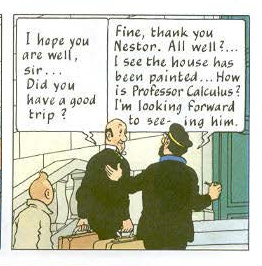 I hope you
are well,
sir...
Did you
have a good
trip ?
Fine, thank you
Nestor. All well?...
I see the house has
been painted... How
is Professor Calculus?
I'm looking forward
to see- ing him.